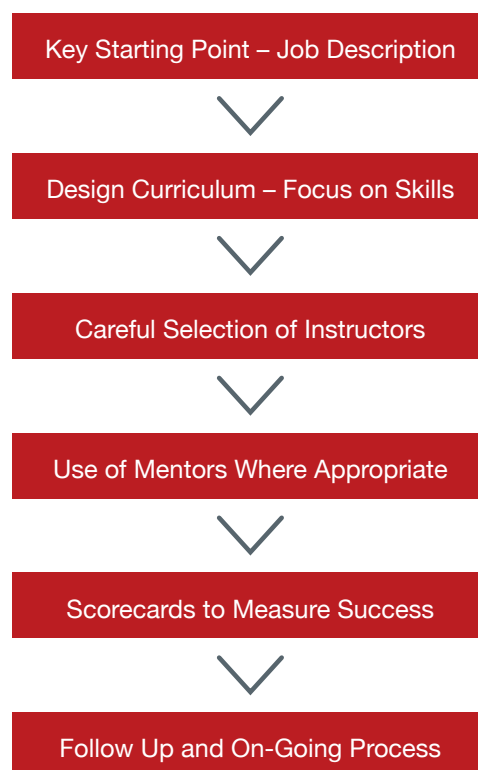 Key Starting Point – Job Description
Design Curriculum – Focus on Skills
Careful Selection of Instructors
Use of Mentors Where Appropriate
Scorecards to Measure Success
Follow Up and On-Going Process